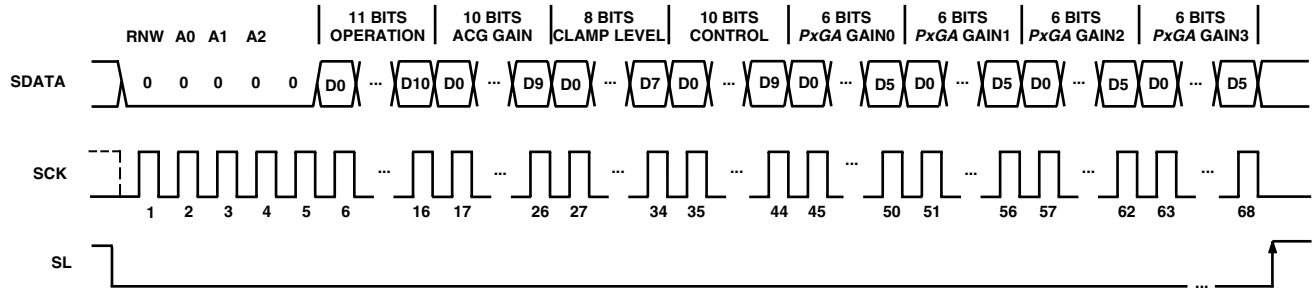 11 BITS OPERATION
10 BITS ACG GAIN
8 BITS CLAMP LEVEL
10 BITS CONTROL
6 BITS PxGA GAIN0
6 BITS PxGA GAIN1
6 BITS PxGA GAIN2
6 BITS PxGA GAIN3
RNW A0 A1 A2
SDATA 0 0 0 0 0 D0 ... D10 D0 ... D9 D0 ... D7 D0 ... D9 D0 ... D5 D0 ... D5 D0 ... D5 D0 ... D5
SCK ... ... ... ... ... ... ... ...
1 2 3 4 5 6 16 17 26 27 34 35 44 45 50 51 56 57 62 63 68
SL ...